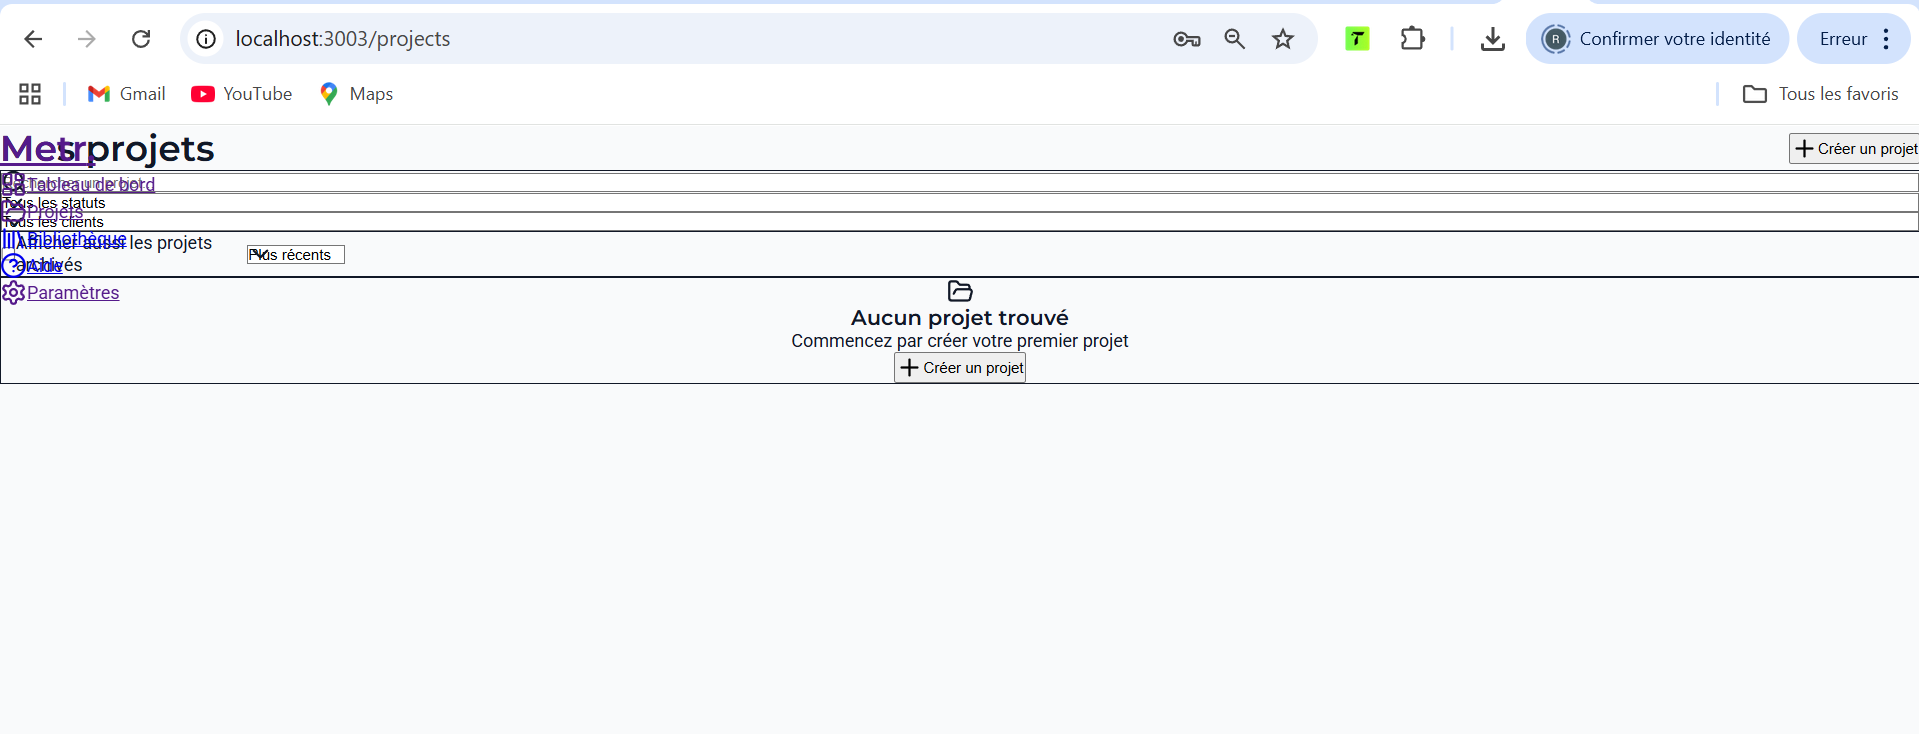 localhost:3003/projects
Confirmer votre identité
Erreur
Gmail
YouTube
Maps
Tous les favoris
Metr
s projets
Créer un projet
Tableau de bord
Tous les statuts
Projets
Tous les clients
Bibliothèque
Afficher aussi les projets
archivés
Plus récents
Aide
Paramètres
Aucun projet trouvé
Commencez par créer votre premier projet
Créer un projet